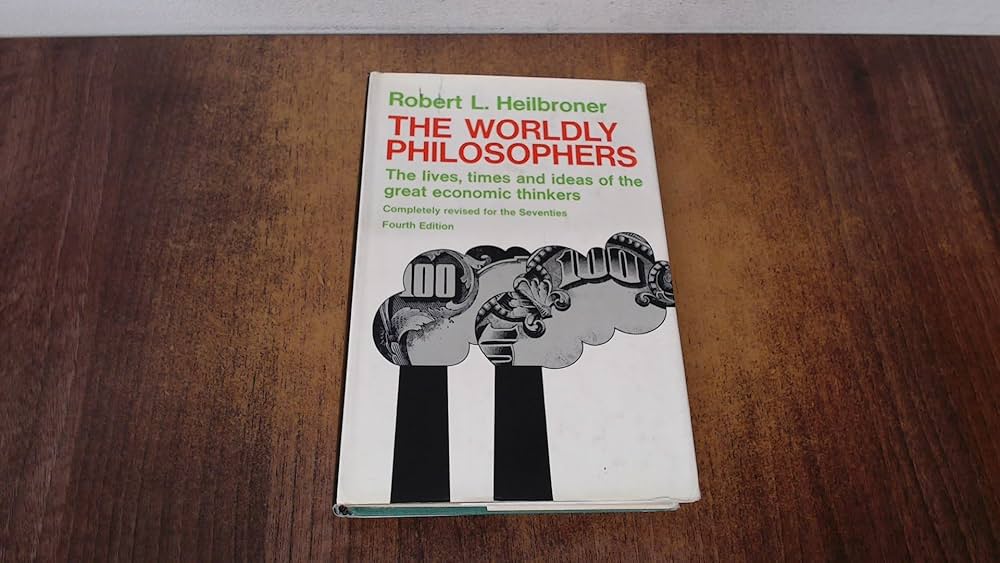 Robert L. Heilbroner
THE WORLDLY
PHILOSOPHERS
The lives, times and ideas of the
great economic thinkers
Completely revised for the Seventies
Fourth Edition
100
100